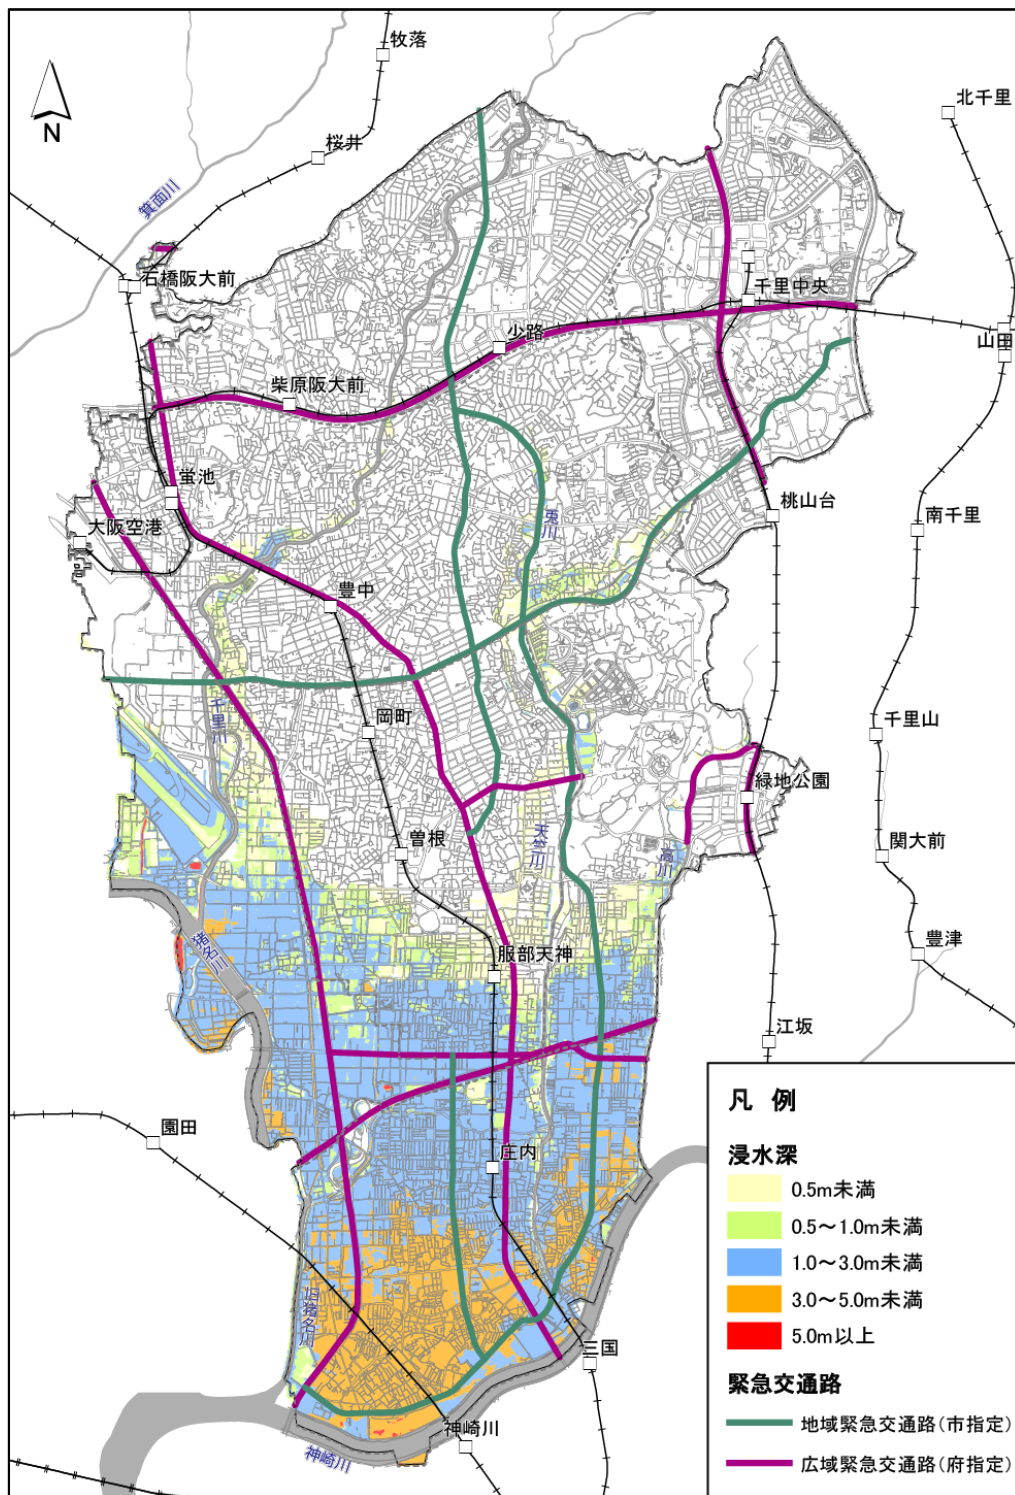 牧落
北千里
桜井
N
箕面川
石橋阪大前
千里中央
少路
山田
柴原阪大前
蛍池
桃山台
大阪空港
兎川
南千里
豊中
千里川
岡町
千里山
緑地公園
曽根
天竺川
高川
関大前
猪名川
服部天神
豊津
江坂
園田
庄内
旧猪名川
三国
神崎川
神崎川
凡 例
浸水深
0.5m未満
0.5～1.0m未満
1.0～3.0m未満
3.0～5.0m未満
5.0m以上
緊急交通路
地域緊急交通路(市指定)
広域緊急交通路(府指定)